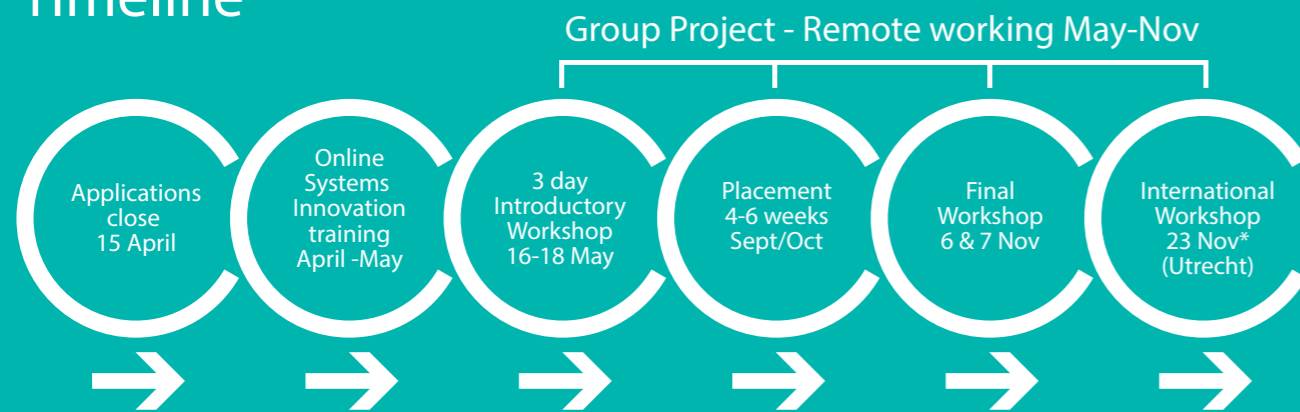 Timeline
Group Project - Remote working May-Nov
Applications
close
15 April
Online
Systems
Innovation
training
April -May
3 day
Introductory
Workshop
16-18 May
Placement
4-6 weeks
Sept/Oct
Final
Workshop
6 & 7 Nov
International
Workshop
23 Nov*
(Utrecht)